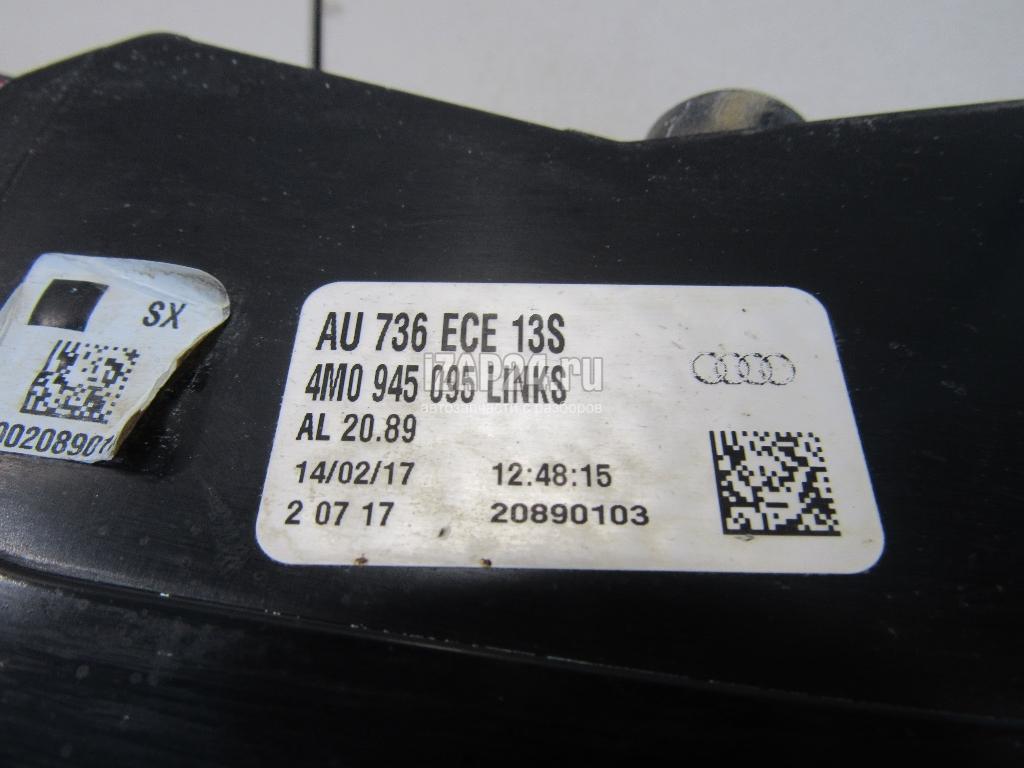 SX
0020890
AU 736 ECE 13S
4M0 945 095 LINKS
AL 20.89
14/02/17 12:48:15
2 07 17 20890103
iZAP24.ru
автозапчасти с разборов